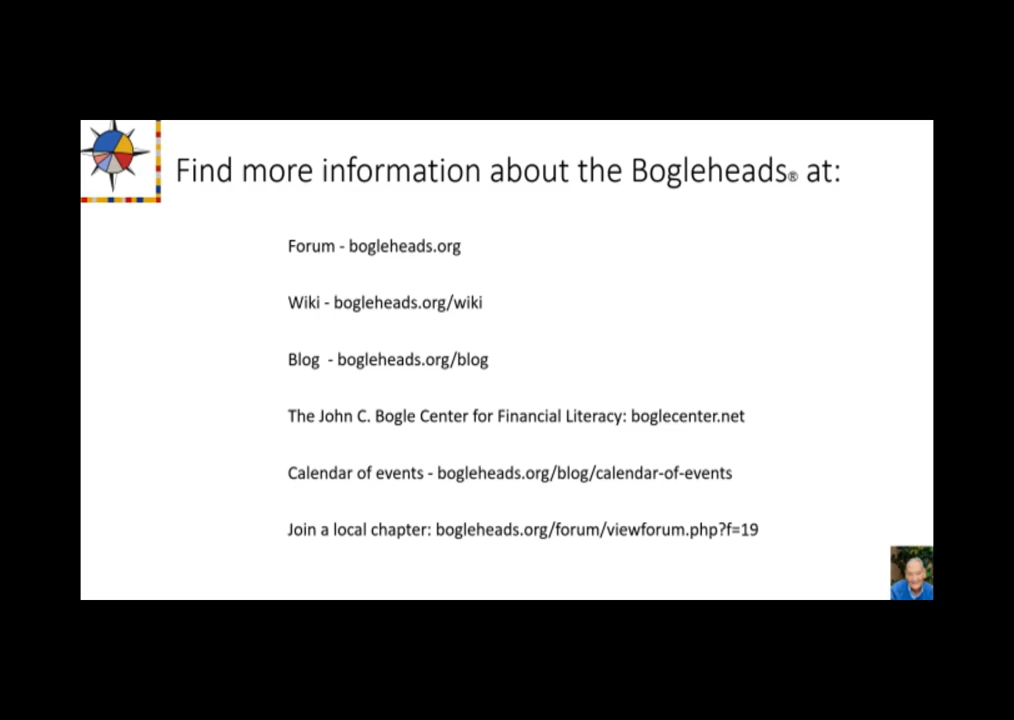 Find more information about the Bogleheads® at:
Forum - bogleheads.org
Wiki - bogleheads.org/wiki
Blog  - bogleheads.org/blog
The John C. Bogle Center for Financial Literacy: boglecenter.net
Calendar of events - bogleheads.org/blog/calendar-of-events
Join a local chapter: bogleheads.org/forum/viewforum.php?f=19